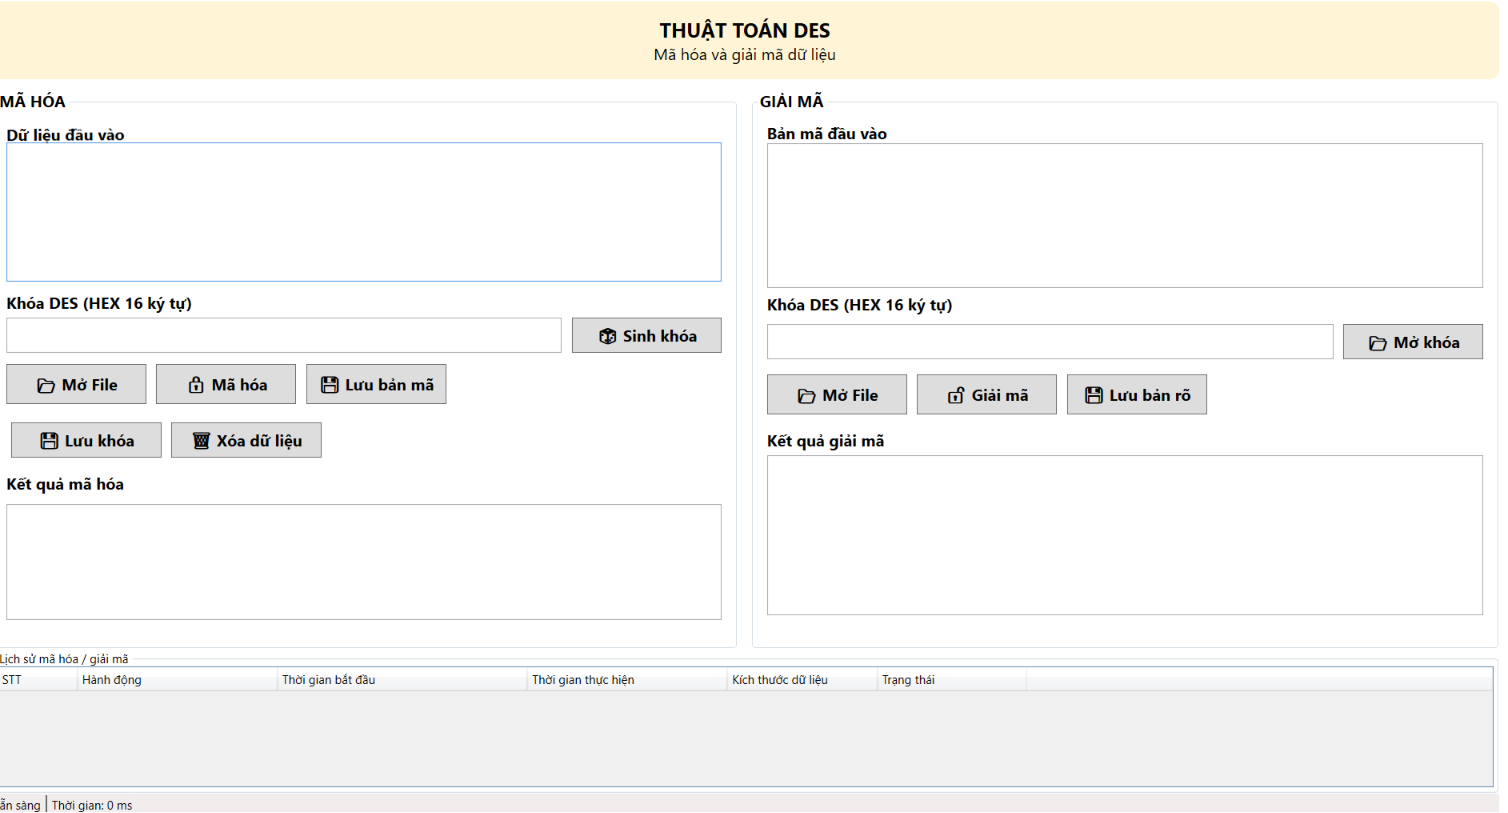 THUẬT TOÁN DES
Mã hóa và giải mã dữ liệu
MÃ HÓA
Dữ liệu đầu vào
Khóa DES (HEX 16 ký tự)
Sinh khóa
Mở File
Mã hóa
Lưu bản mã
Lưu khóa
Xóa dữ liệu
Kết quả mã hóa
GIẢI MÃ
Bản mã đầu vào
Khóa DES (HEX 16 ký tự)
Mở khóa
Mở File
Giải mã
Lưu bản rõ
Kết quả giải mã
Lịch sử mã hóa / giải mã
STT Hành động Thời gian bắt đầu Thời gian thực hiện Kích thước dữ liệu Trạng thái
ẵn sàng Thời gian: 0 ms